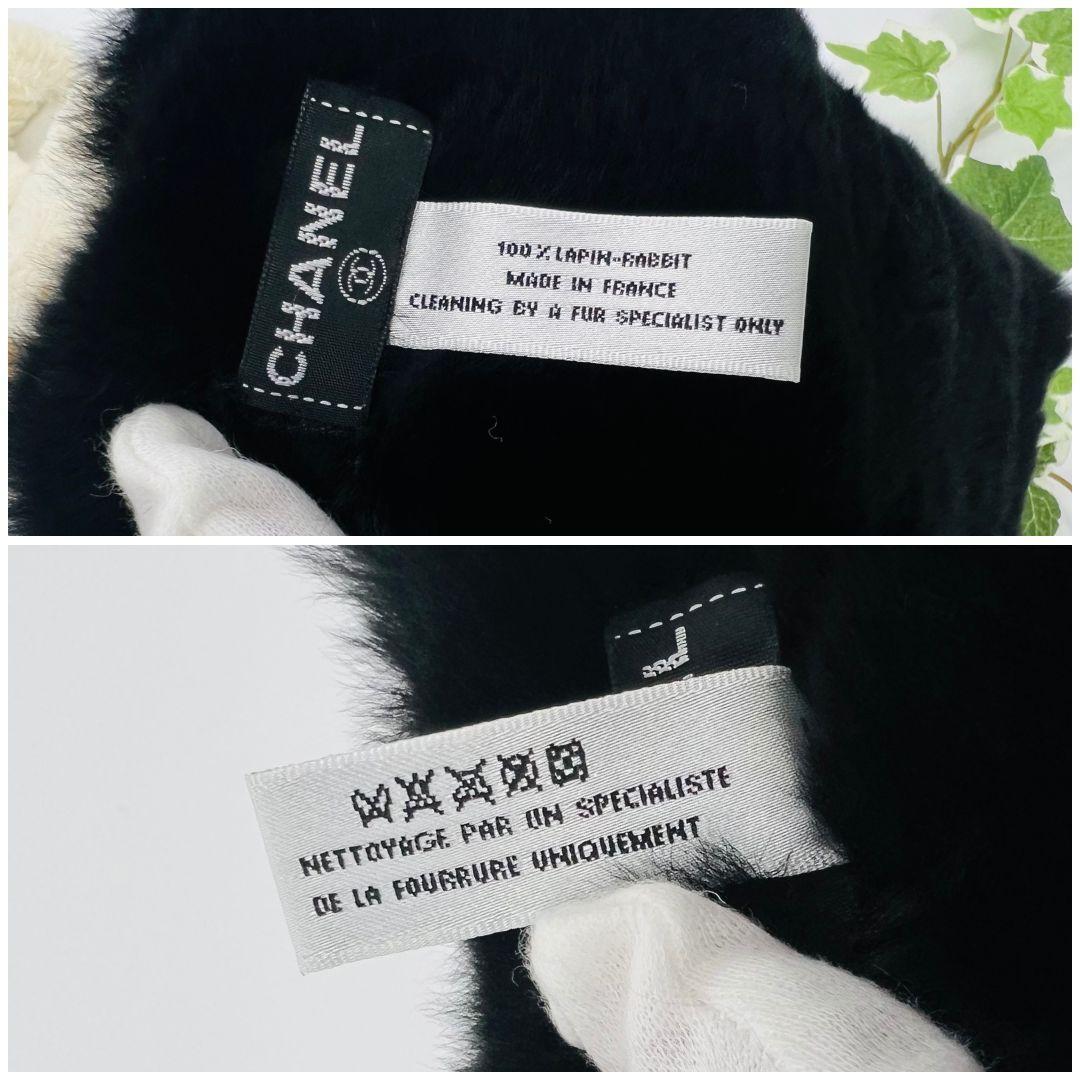 CHANEL
100% LAPIN-RABBIT
MADE IN FRANCE
CLEANING BY A FUR SPECIALIST ONLY
EL
NETTOYAGE PAR UN SPECIALISTE
DE LA FOURRURE UNIQUEMENT